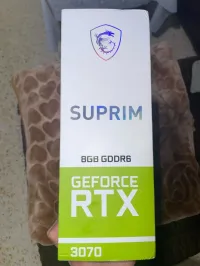 SUPRIM
8GB GDDR6
GEFORCE
RTX
3070